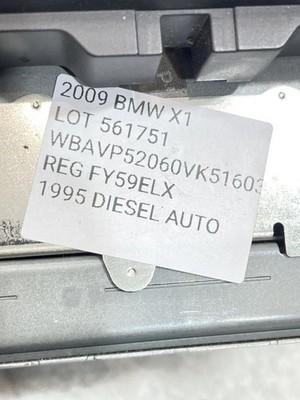 2009 BMW X1
LOT 561751
WBAVP52060VK51603
REG FY59ELX
1995 DIESEL AUTO